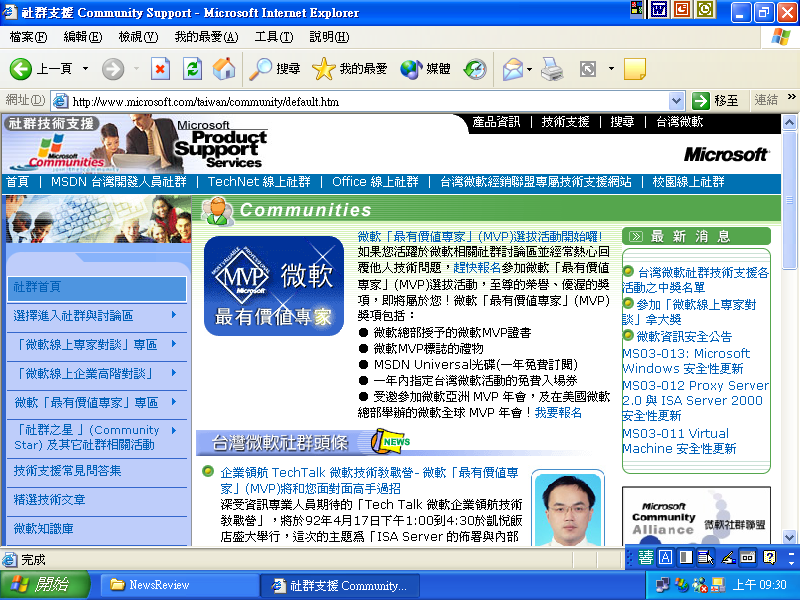 社群支援 Community Support - Microsoft Internet Explorer
檔案(F) 編輯(E) 檢視(V) 我的最愛(A) 工具(T) 說明(H)
上一頁 搜尋 我的最愛 媒體
網址(D) http://www.microsoft.com/taiwan/community/default.htm 移至 連結 »
社群技術支援
Microsoft Communities
Microsoft
Product
Support
Services
產品資訊 | 技術支援 | 搜尋 | 台灣微軟
Microsoft
首頁 | MSDN 台灣開發人員社群 | TechNet 線上社群 | Office 線上社群 | 台灣微軟經銷聯盟專屬技術支援網站 | 校園線上社群
Communities
社群首頁
選擇進入社群與討論區
「微軟線上專家對談」專區
「微軟線上企業高階對談」
微軟「最有價值專家」專區
「社群之星 」(Community
Star) 及其它社群相關活動
技術支援常見問答集
精選技術文章
微軟知識庫
MOST VALUABLE PROFESSIONAL
MVP
Microsoft
微軟
最有價值專家
微軟「最有價值專家」(MVP)選拔活動開始囉!
如果您活躍於微軟相關社群討論區並經常熱心回
覆他人技術問題，趕快報名參加微軟「最有價值
專家」(MVP)選拔活動，至尊的榮譽、優渥的獎
項，即將屬於您！微軟「最有價值專家」(MVP)
獎項包括：
● 微軟總部授予的微軟MVP證書
● 微軟MVP標誌的禮物
● MSDN Universal光碟(一年免費訂閱)
● 一年內指定台灣微軟活動的免費入場券
● 受邀參加微軟亞洲 MVP 年會，及在美國微軟
總部舉辦的微軟全球 MVP 年會！我要報名
台灣微軟社群頭條 NEWS
企業領航 TechTalk 微軟技術教戰營- 微軟「最有價值專
家」(MVP)將和您面對面高手過招
深受資訊專業人員期待的「Tech Talk 微軟企業領航技術
教戰營」，將於92年4月17日下午1:00到4:30於凱悅飯
店盛大舉行，這次的主題為「ISA Server 的佈署與內部
最 新 消 息
台灣微軟社群技術支援各
活動之中獎名單
參加「微軟線上專家對
談」拿大獎
微軟資訊安全公告
MS03-013: Microsoft
Windows 安全性更新
MS03-012 Proxy Server
2.0 與 ISA Server 2000
安全性更新
MS03-011 Virtual
Machine 安全性更新
Microsoft
Community
Alliance 微軟社群聯盟
完成
開始 NewsReview 社群支援 Community... 上午 09:30